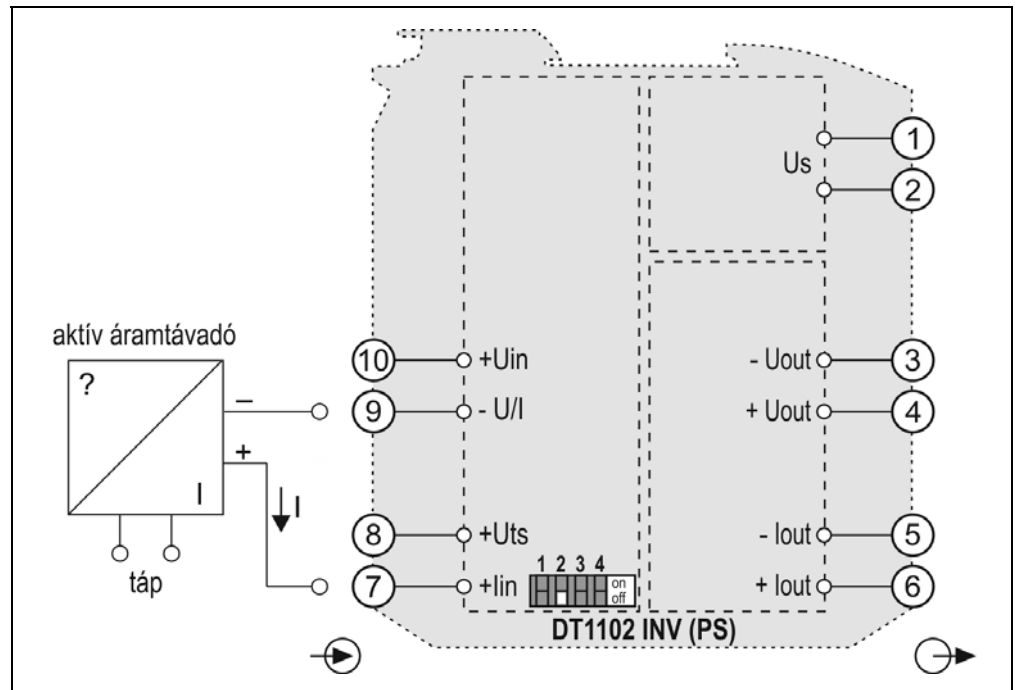 1
Us
2
aktív áramtávadó
?
–
+
I
I
táp
10 +Uin
9 - U/I
8 +Uts
7 +Iin
1 2 3 4
on
off
- Uout 3
+ Uout 4
- Iout 5
+ Iout 6
DT1102 INV (PS)